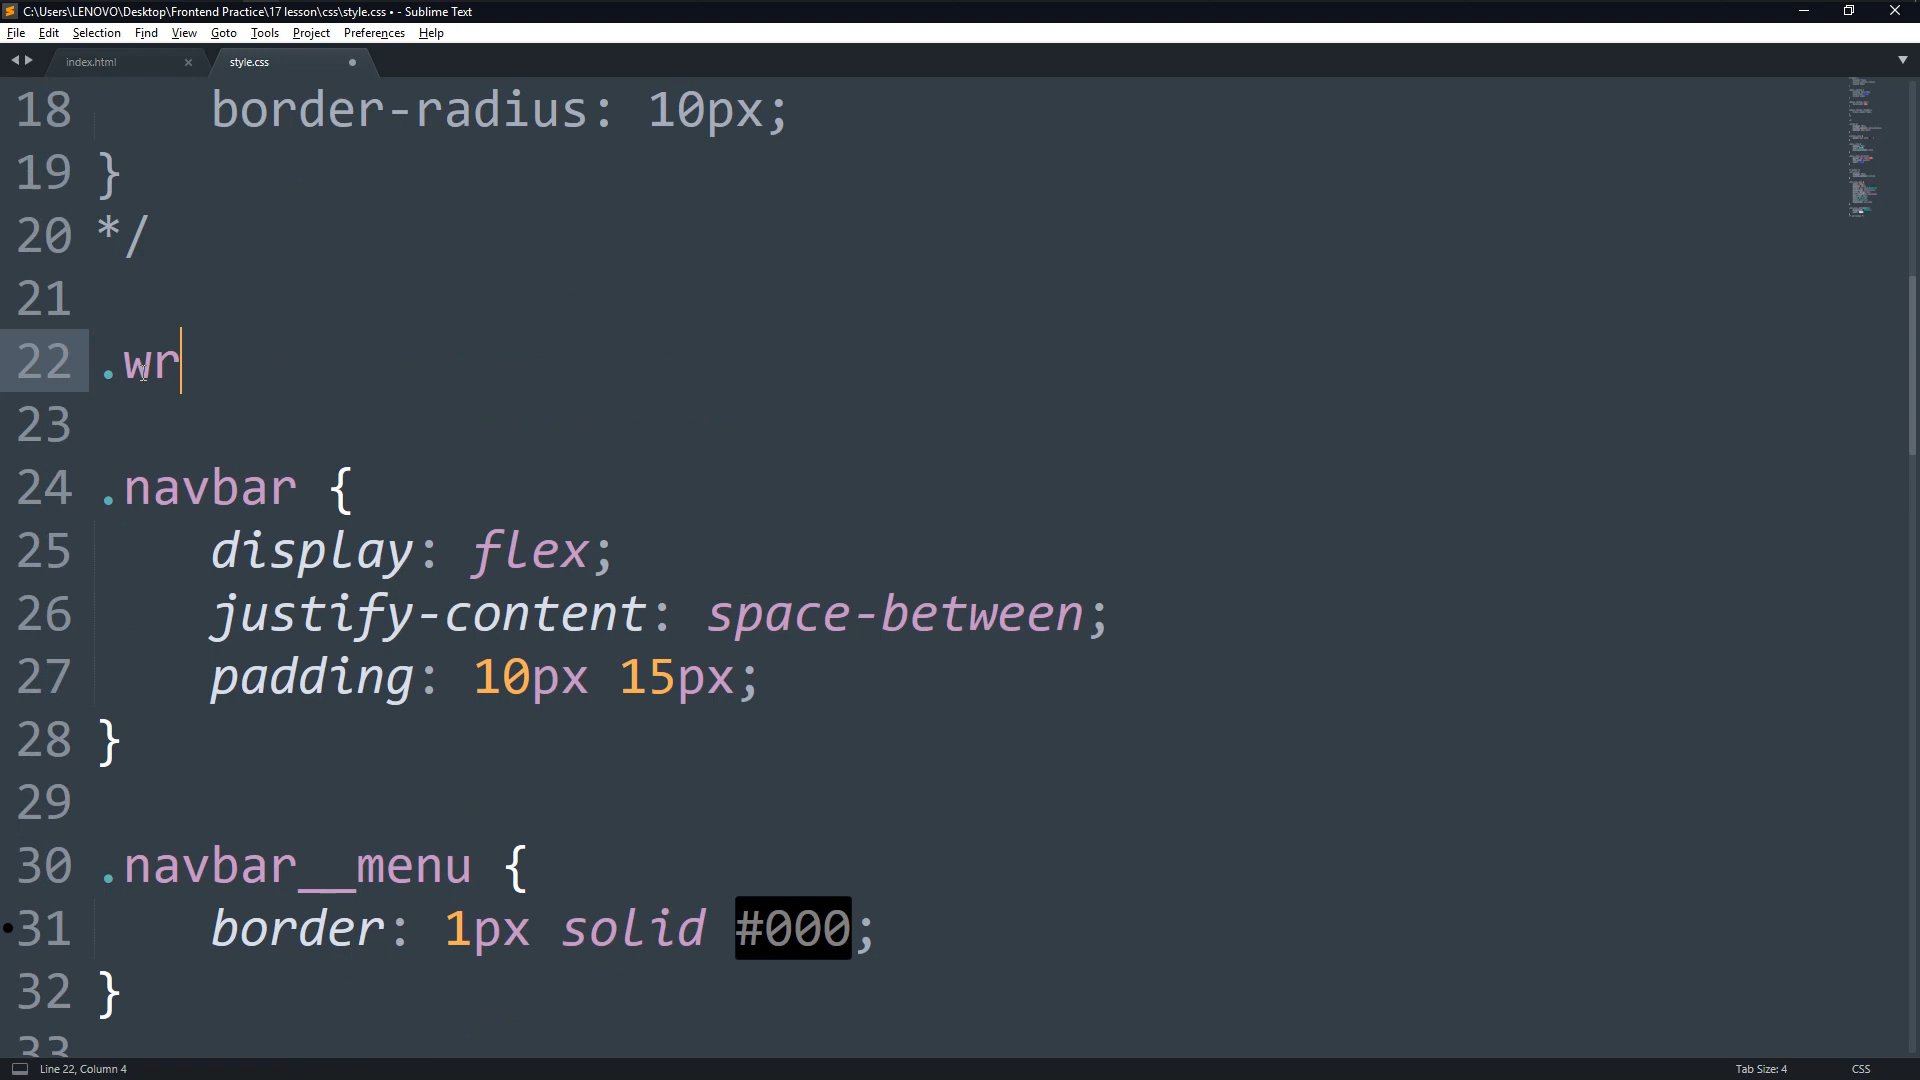 C:\Users\LENOVO\Desktop\Frontend Practice\17 lesson\css\style.css • - Sublime Text
File Edit Selection Find View Goto Tools Project Preferences Help
index.html × style.css
18 border-radius: 10px;
19 }
20 */
21
22 .wr
23
24 .navbar {
25 display: flex;
26 justify-content: space-between;
27 padding: 10px 15px;
28 }
29
30 .navbar__menu {
31 border: 1px solid #000;
32 }
33
Line 22, Column 4 Tab Size: 4 CSS